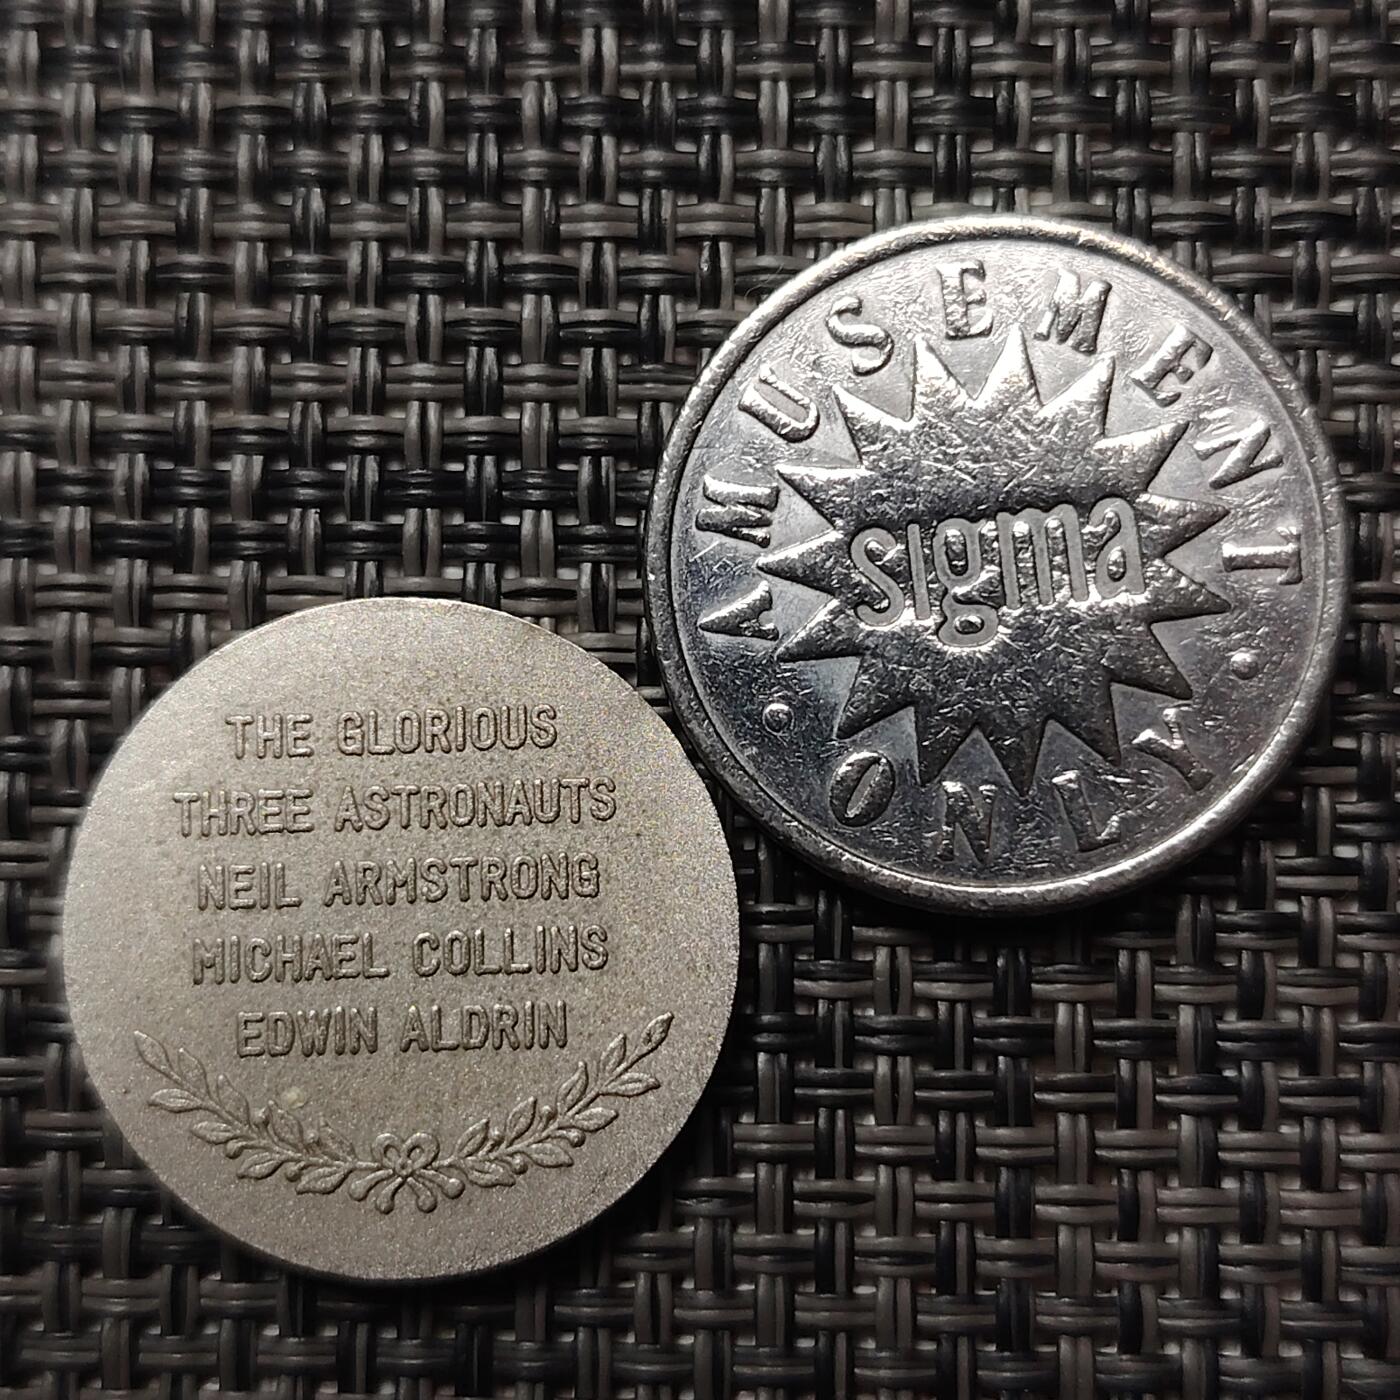 THE GLORIOUS
THREE ASTRONAUTS
NEIL ARMSTRONG
MICHAEL COLLINS
EDWIN ALDRIN
AMUSEMENT
sigma
ONLY